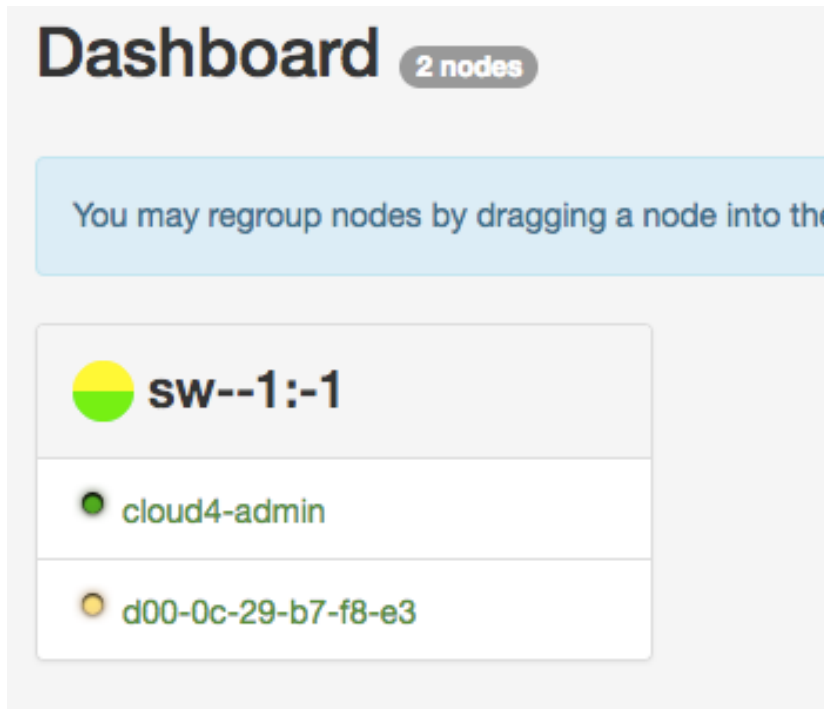 Dashboard 2 nodes
You may regroup nodes by dragging a node into the
sw--1:-1
cloud4-admin
d00-0c-29-b7-f8-e3